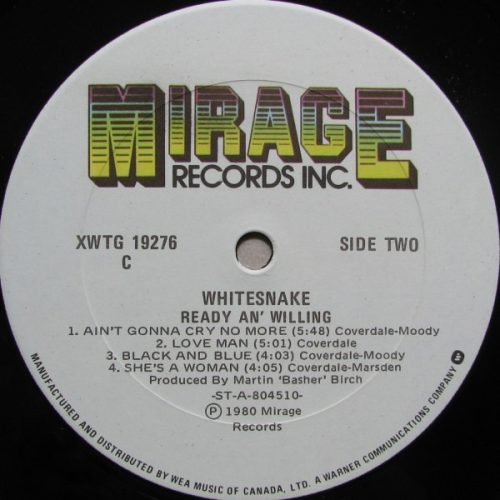 MIRAGE
RECORDS INC.
XWTG 19276 SIDE TWO
C
WHITESNAKE
READY AN' WILLING
1. AIN'T GONNA CRY NO MORE (5:48) Coverdale-Moody
2. LOVE MAN (5:01) Coverdale
3. BLACK AND BLUE (4:03) Coverdale-Moody
4. SHE'S A WOMAN (4:05) Coverdale-Marsden
Produced By Martin 'Basher' Birch
-ST-A-804510-
Ⓟ 1980 Mirage
Records
MANUFACTURED AND DISTRIBUTED BY WEA MUSIC OF CANADA, LTD. A WARNER COMMUNICATIONS COMPANY